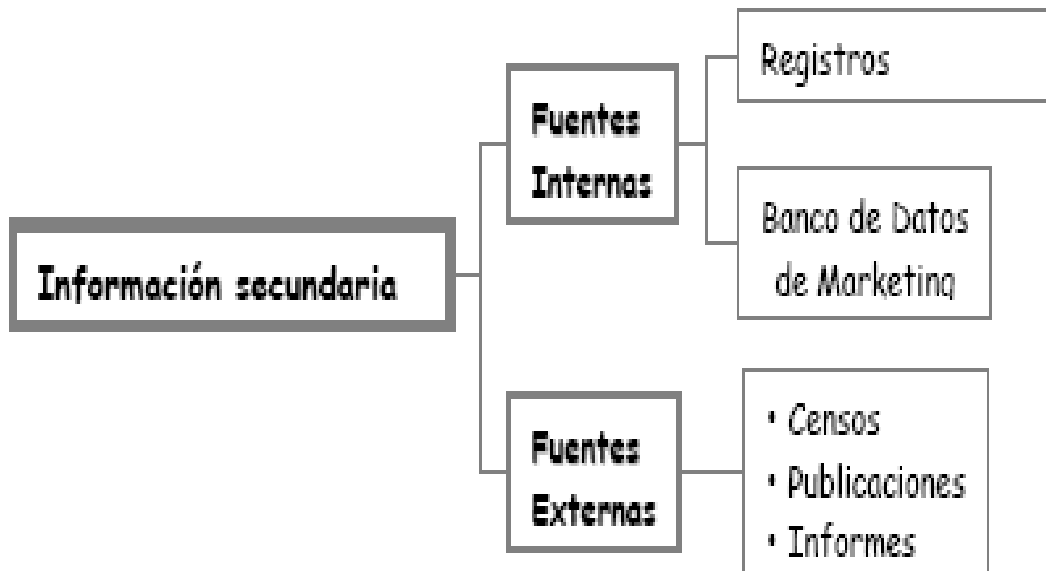 Información secundaria
Fuentes
Internas
Registros
Banco de Datos
de Marketing
Fuentes
Externas
• Censos
• Publicaciones
• Informes